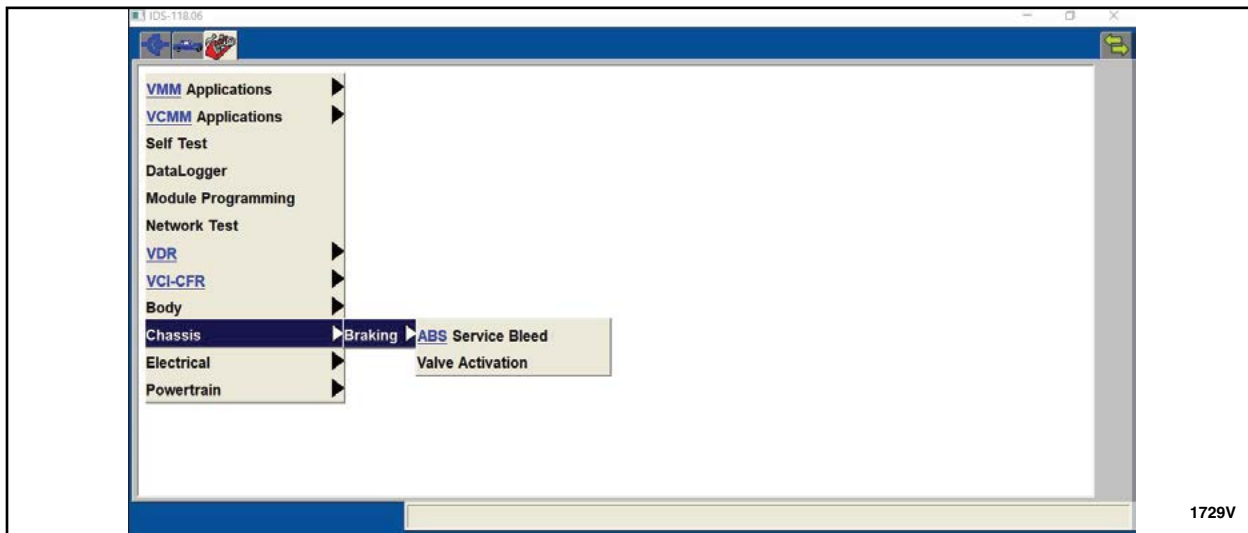 IDS-118.06
VMM Applications
VCMM Applications
Self Test
DataLogger
Module Programming
Network Test
VDR
VCI-CFR
Body
Chassis Braking ABS Service Bleed
Electrical Valve Activation
Powertrain
1729V